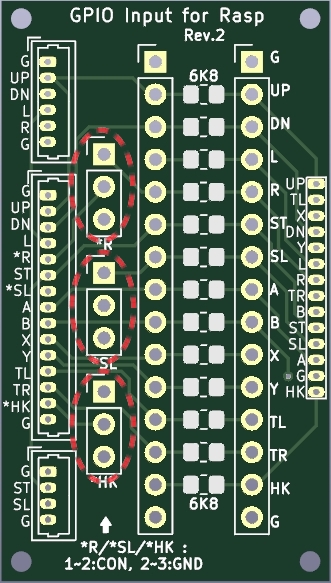 GPIO Input for Rasp
Rev.2
G
UP
DN
L
R
G
G
UP
DN
L
*R
ST
*SL
A
B
X
Y
TL
TR
*HK
G
G
ST
SL
G
*R
*SL
HK
6K8
6K8
G
UP
DN
L
R
ST
SL
A
B
X
Y
TL
TR
HK
G
UP
TL
X
DN
Y
L
R
TR
B
ST
SL
A
G
HK
*R/*SL/*HK :
1~2:CON, 2~3:GND